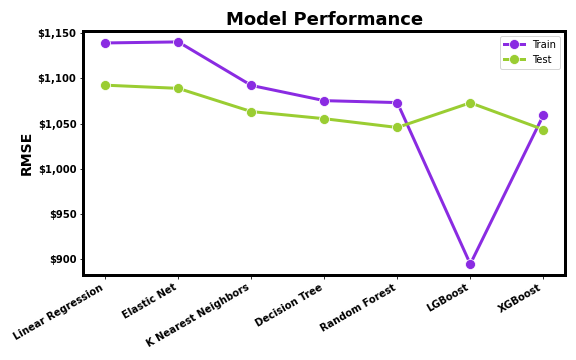 Model Performance
Train
Test
RMSE
$1,150
$1,100
$1,050
$1,000
$950
$900
Linear Regression
Elastic Net
K Nearest Neighbors
Decision Tree
Random Forest
LGBoost
XGBoost